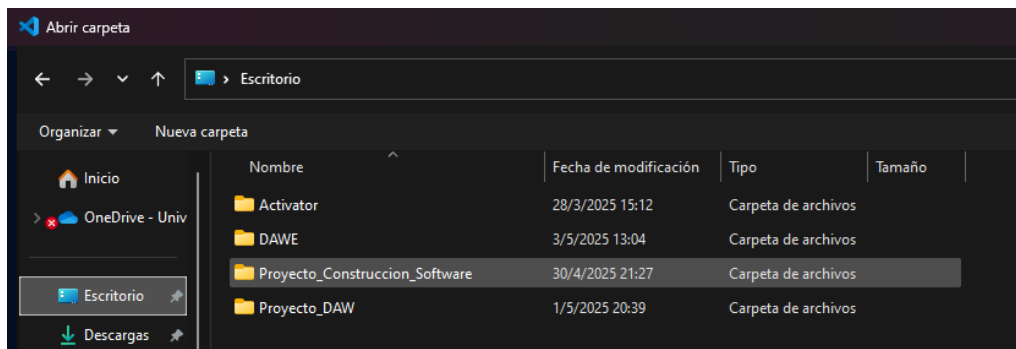 Abrir carpeta
Escritorio
Organizar Nueva carpeta
Inicio
OneDrive - Univ
Escritorio
Descargas
Nombre Fecha de modificación Tipo Tamaño
Activator 28/3/2025 15:12 Carpeta de archivos
DAWE 3/5/2025 13:04 Carpeta de archivos
Proyecto_Construccion_Software 30/4/2025 21:27 Carpeta de archivos
Proyecto_DAW 1/5/2025 20:39 Carpeta de archivos